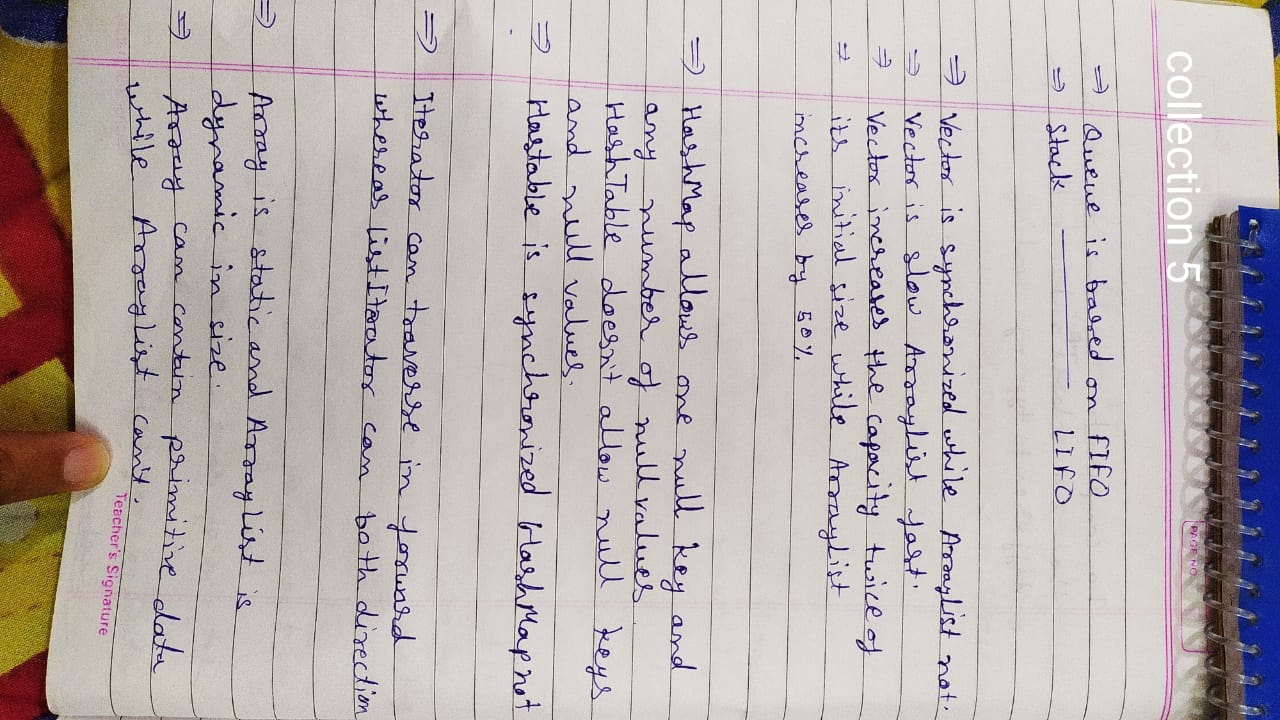 PAGE NO.
collection 5
⇒ Queue is based on FIFO
⇒ Stack ———— LIFO
⇒ Vector is synchronized while ArrayList not.
⇒ Vector is slow ArrayList fast.
⇒ Vector increases the capacity twice of
⇒ its initial size while ArrayList
increases by 50%.
⇒ HashMap allows one null key and
any number of null values.
HashTable doesn't allow null keys
and null values.
⇒ Hastable is synchronized HashMap not
⇒ Iterator can traverse in forward
whereas ListIterator can both direction
⇒ Array is static and ArrayList is
dynamic in size.
⇒ Array can contain primitive data
while ArrayList can't.
Teacher's Signature